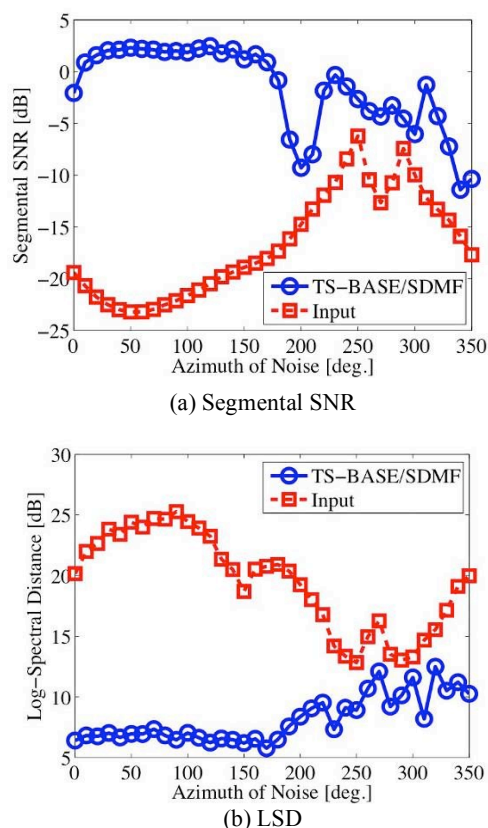 5
0
−5
−10
−15
−20
−25
Segmental SNR [dB]
TS−BASE/SDMF
Input
0 50 100 150 200 250 300 350
Azimuth of Noise [deg.]
(a) Segmental SNR
30
25
20
15
10
5
Log−Spectral Distance [dB]
TS−BASE/SDMF
Input
0 50 100 150 200 250 300 350
Azimuth of Noise [deg.]
(b) LSD